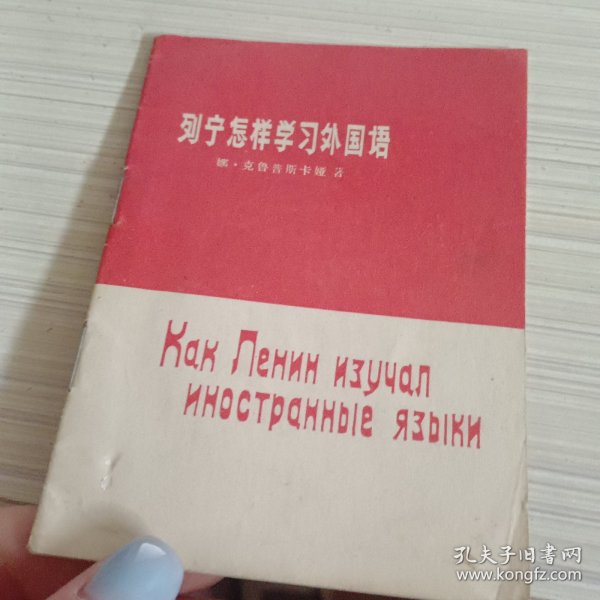 列宁怎样学习外国语
娜·克鲁普斯卡娅 著
Как Ленин изучал
иностранные языки
孔夫子旧书网
www.kongfz.com